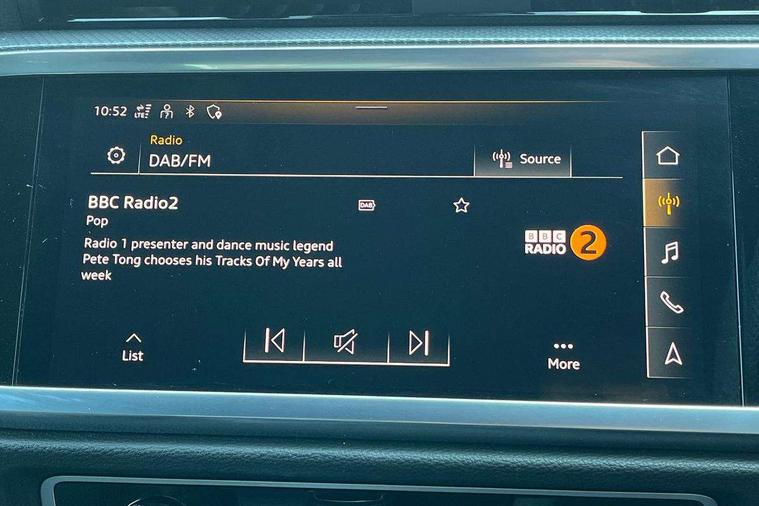 10:52 LTE
Radio
DAB/FM
Source
BBC Radio2
DAB
Pop
Radio 1 presenter and dance music legend
Pete Tong chooses his Tracks Of My Years all
week
BBC
RADIO 2
List
More